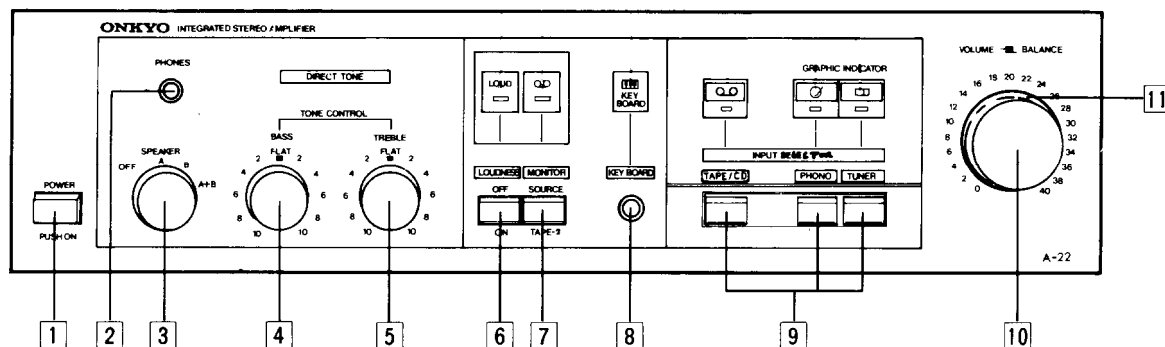 ONKYO INTEGRATED STEREO AMPLIFIER
PHONES
DIRECT TONE
TONE CONTROL
BASS
FLAT
2 2
4 4
6 6
8 8
10 10
TREBLE
FLAT
2 2
4 4
6 6
8 8
10 10
SPEAKER
OFF A B A+B
POWER
PUSH ON
LOUD
LOUDNESS
OFF
ON
MONITOR
SOURCE
TAPE-2
KEY
BOARD
KEY BOARD
GRAPHIC INDICATOR
INPUT
TAPE/CD
PHONO
TUNER
VOLUME BALANCE
0 2 4 6 8 10 12 14 16 18 20 22 24 26 28 30 32 34 36 38 40
A-22
1
2
3
4
5
6
7
8
9
10
11